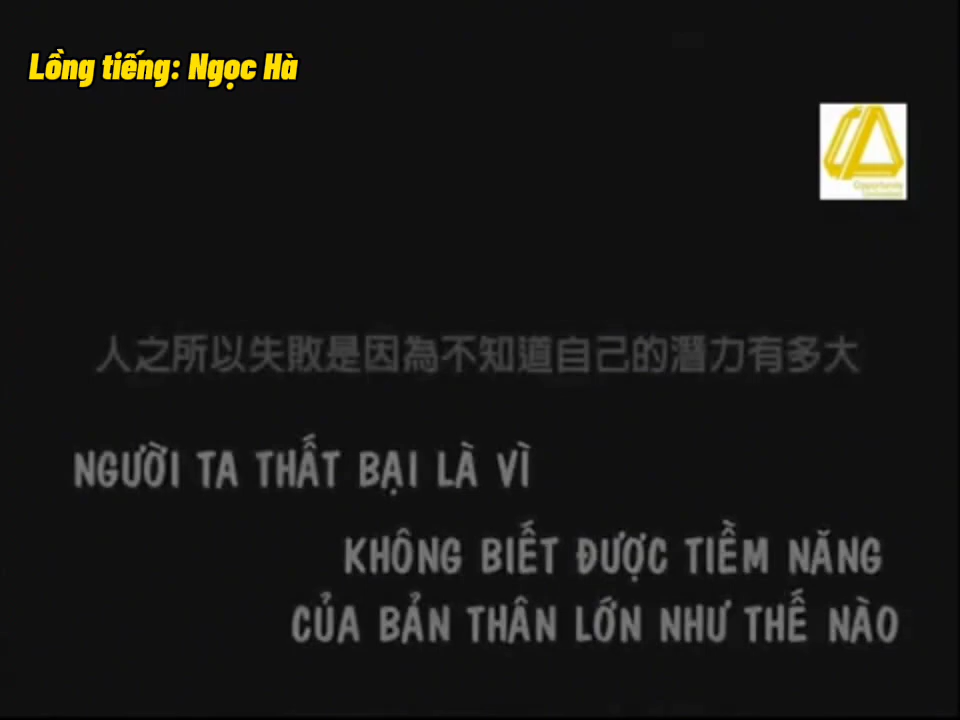 Lồng tiếng: Ngọc Hà
Opportunity
人之所以失敗是因為不知道自己的潛力有多大
NGƯỜI TA THẤT BẠI LÀ VÌ
KHÔNG BIẾT ĐƯỢC TIỀM NĂNG
CỦA BẢN THÂN LỚN NHƯ THẾ NÀO